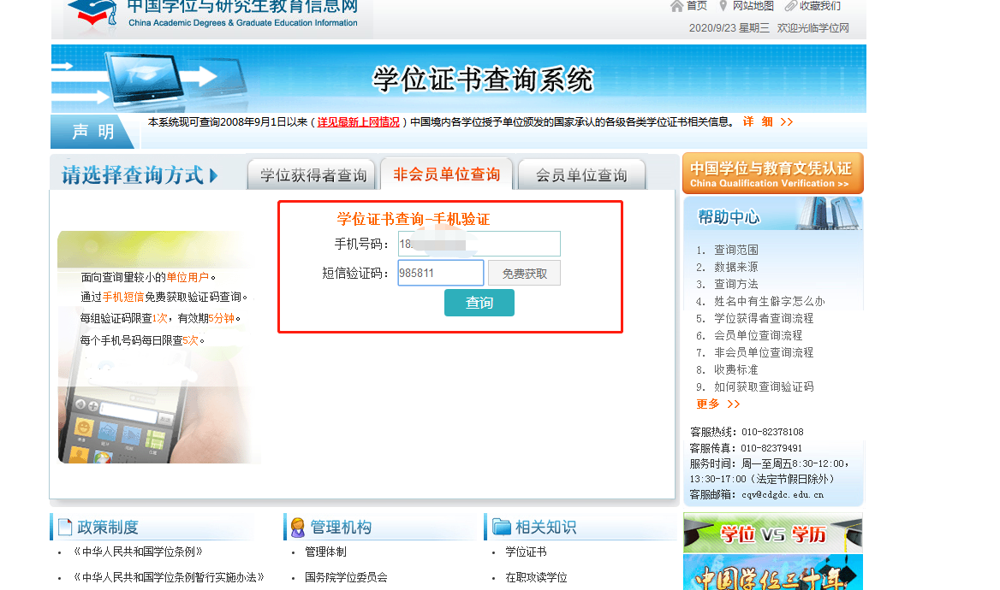 中国学位与研究生教育信息网
China Academic Degrees & Graduate Education Information
首页 网站地图 收藏我们
2020/9/23 星期三 欢迎光临学位网
学位证书查询系统
声 明
本系统现可查询2008年9月1日以来（详见最新上网情况）中国境内各学位授予单位颁发的国家承认的各级各类学位证书相关信息。 详 细 >>
请选择查询方式
学位获得者查询
非会员单位查询
会员单位查询
面向查询量较小的单位用户。
通过手机短信免费获取验证码查询。
每组验证码限查1次，有效期5分钟。
每个手机号码每日限查5次。
学位证书查询-手机验证
手机号码： 18
短信验证码： 985811 免费获取
查询
中国学位与教育文凭认证
China Qualification Verification >>
帮助中心
1. 查询范围
2. 数据来源
3. 查询方法
4. 姓名中有生僻字怎么办
5. 学位获得者查询流程
6. 会员单位查询流程
7. 非会员单位查询流程
8. 收费标准
9. 如何获取查询验证码
更多 >>
客服热线：010-82378108
客服传真：010-82379491
服务时间：周一至周五8:30-12:00，
13:30-17:00（法定节假日除外）
客服邮箱：cqv@cdgdc.edu.cn
政策制度
· 《中华人民共和国学位条例》
· 《中华人民共和国学位条例暂行实施办法》
管理机构
· 管理体制
· 国务院学位委员会
相关知识
· 学位证书
· 在职攻读学位
学位 VS 学历
中国学位三十年